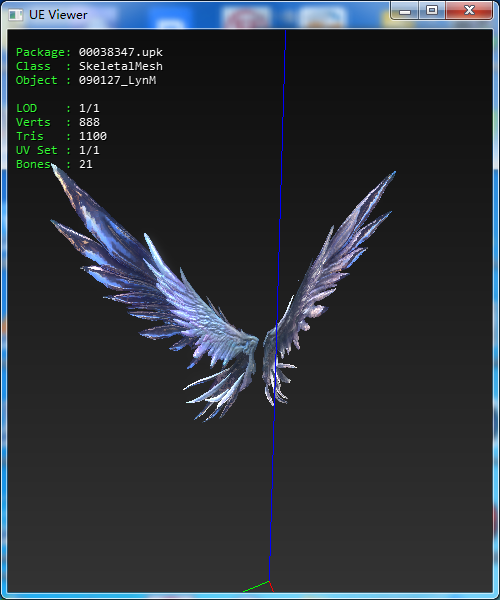 UE Viewer
Package: 00038347.upk
Class : SkeletalMesh
Object : 090127_LynM
LOD : 1/1
Verts : 888
Tris : 1100
UV Set : 1/1
Bones : 21